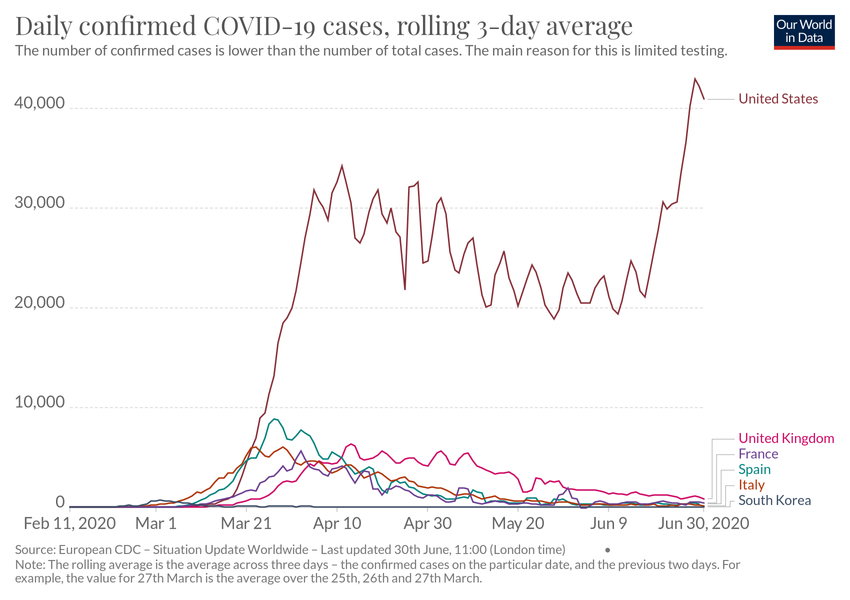 Daily confirmed COVID-19 cases, rolling 3-day average
Our World
in Data
The number of confirmed cases is lower than the number of total cases. The main reason for this is limited testing.
40,000
United States
30,000
20,000
10,000
United Kingdom
France
Spain
Italy
South Korea
0
Feb 11, 2020 Mar 1 Mar 21 Apr 10 Apr 30 May 20 Jun 9 Jun 30, 2020
Source: European CDC – Situation Update Worldwide – Last updated 30th June, 11:00 (London time) •
Note: The rolling average is the average across three days – the confirmed cases on the particular date, and the previous two days. For
example, the value for 27th March is the average over the 25th, 26th and 27th March.